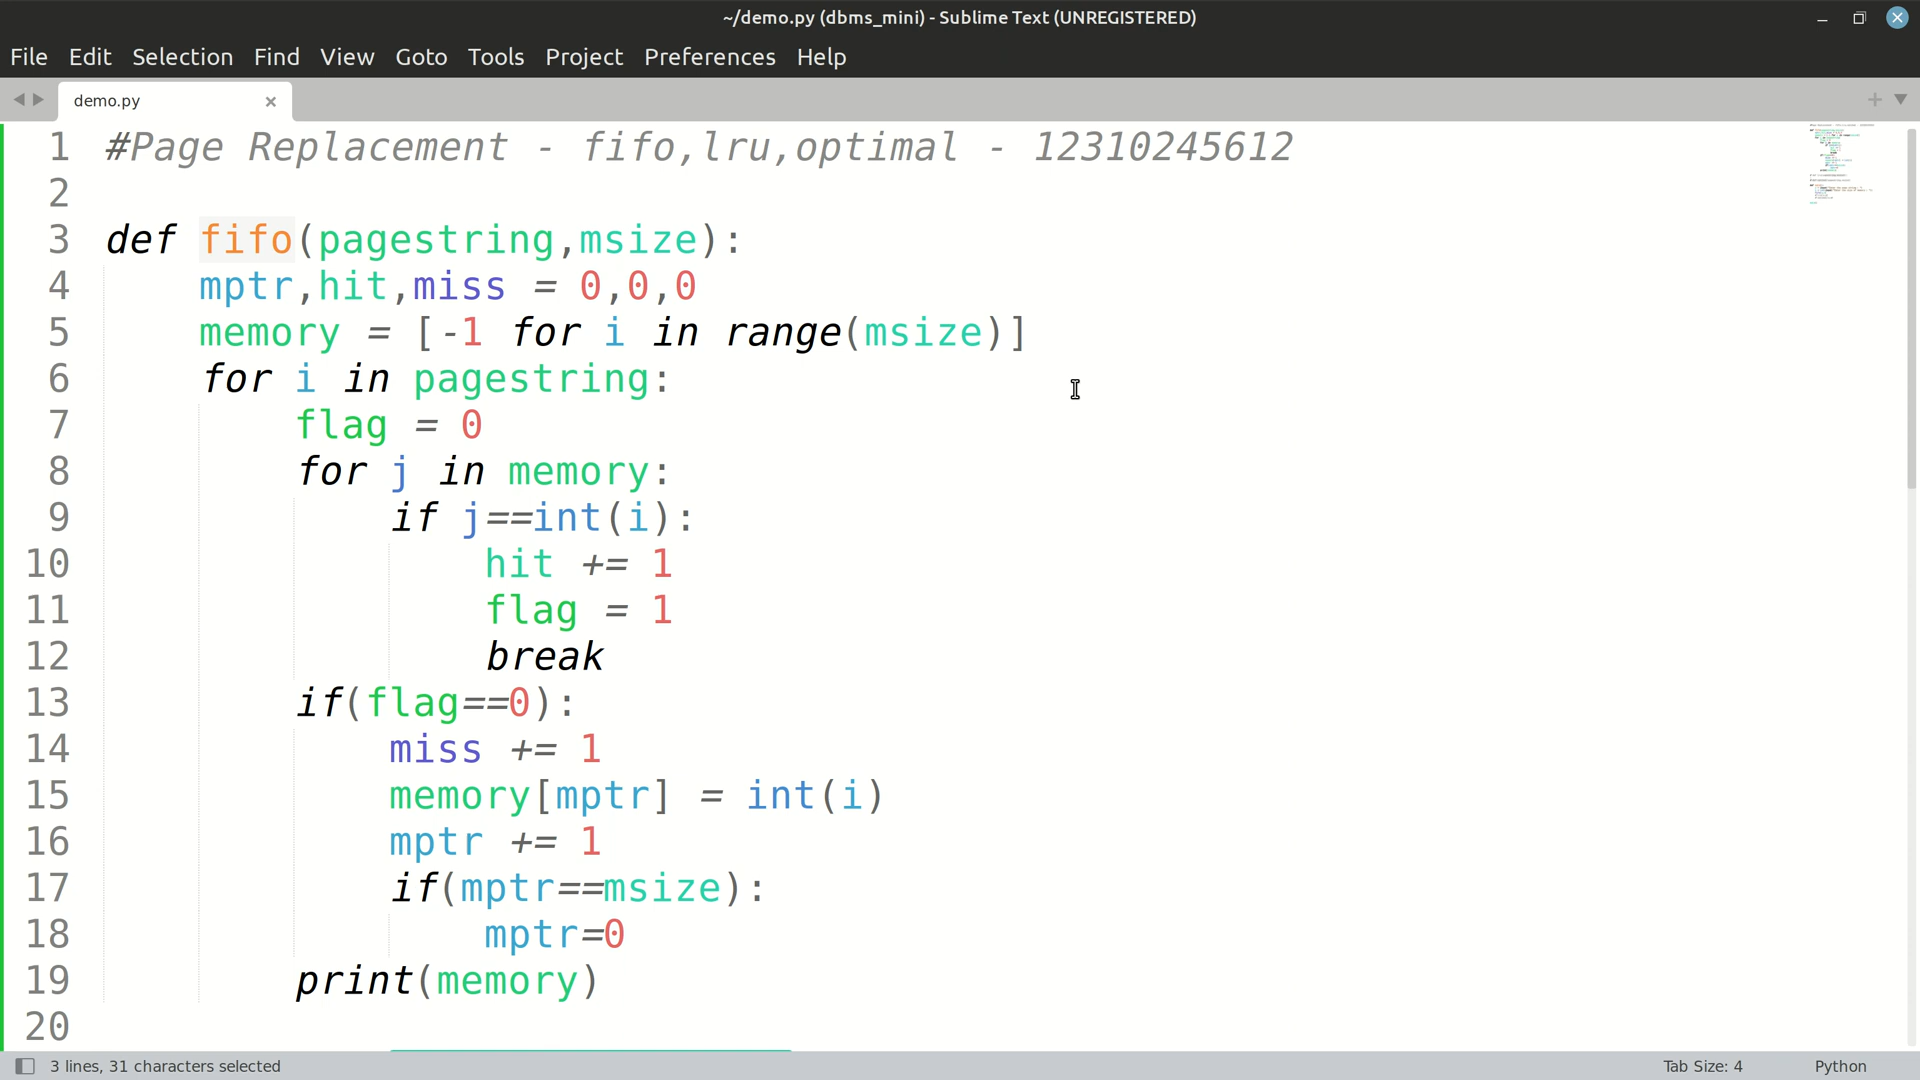 ~/demo.py (dbms_mini) - Sublime Text (UNREGISTERED)
File Edit Selection Find View Goto Tools Project Preferences Help
demo.py
1 #Page Replacement - fifo,lru,optimal - 12310245612
2
3 def fifo(pagestring,msize):
4     mptr,hit,miss = 0,0,0
5     memory = [-1 for i in range(msize)]
6     for i in pagestring:
7         flag = 0
8         for j in memory:
9             if j==int(i):
10                 hit += 1
11                 flag = 1
12                 break
13         if(flag==0):
14             miss += 1
15             memory[mptr] = int(i)
16             mptr += 1
17             if(mptr==msize):
18                 mptr=0
19         print(memory)
20
3 lines, 31 characters selected Tab Size: 4 Python